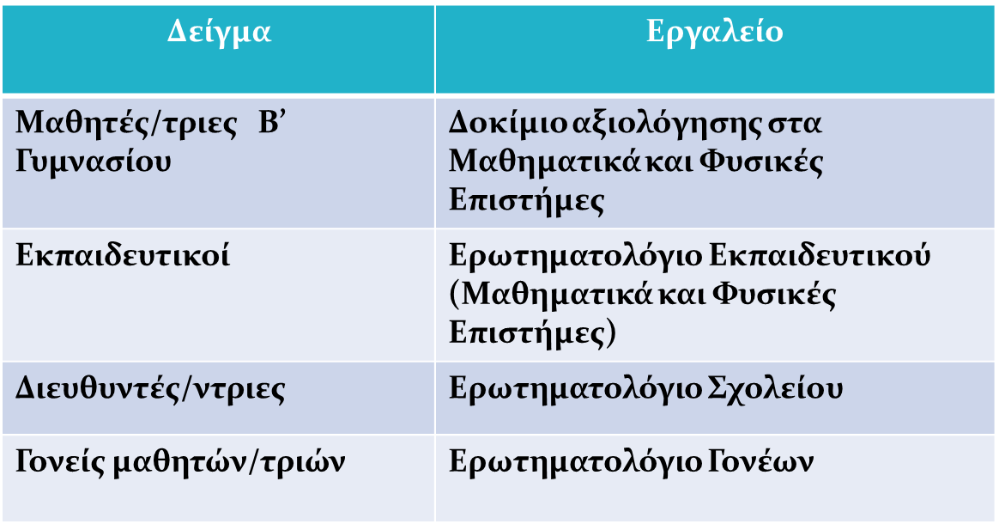 Δείγμα
Εργαλείο
Μαθητές/τριες Β’
Γυμνασίου
Δοκίμιο αξιολόγησης στα
Μαθηματικά και Φυσικές
Επιστήμες
Εκπαιδευτικοί
Ερωτηματολόγιο Εκπαιδευτικού
(Μαθηματικά και Φυσικές
Επιστήμες)
Διευθυντές/ντριες
Ερωτηματολόγιο Σχολείου
Γονείς μαθητών/τριών
Ερωτηματολόγιο Γονέων